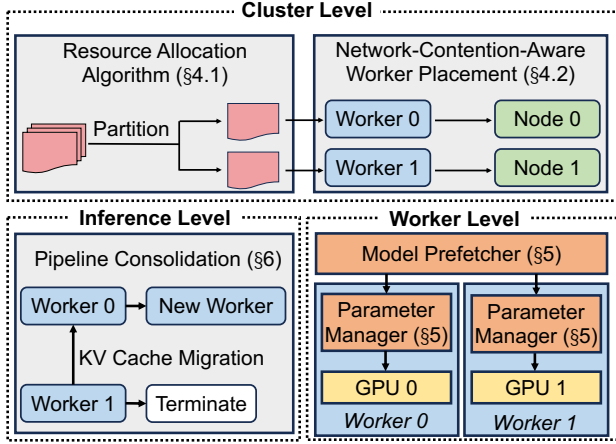 Cluster Level
Resource Allocation
Algorithm (§4.1)
Partition
Network-Contention-Aware
Worker Placement (§4.2)
Worker 0
Node 0
Worker 1
Node 1
Inference Level
Pipeline Consolidation (§6)
Worker 0
New Worker
KV Cache Migration
Worker 1
Terminate
Worker Level
Model Prefetcher (§5)
Parameter
Manager (§5)
GPU 0
Worker 0
Parameter
Manager (§5)
GPU 1
Worker 1